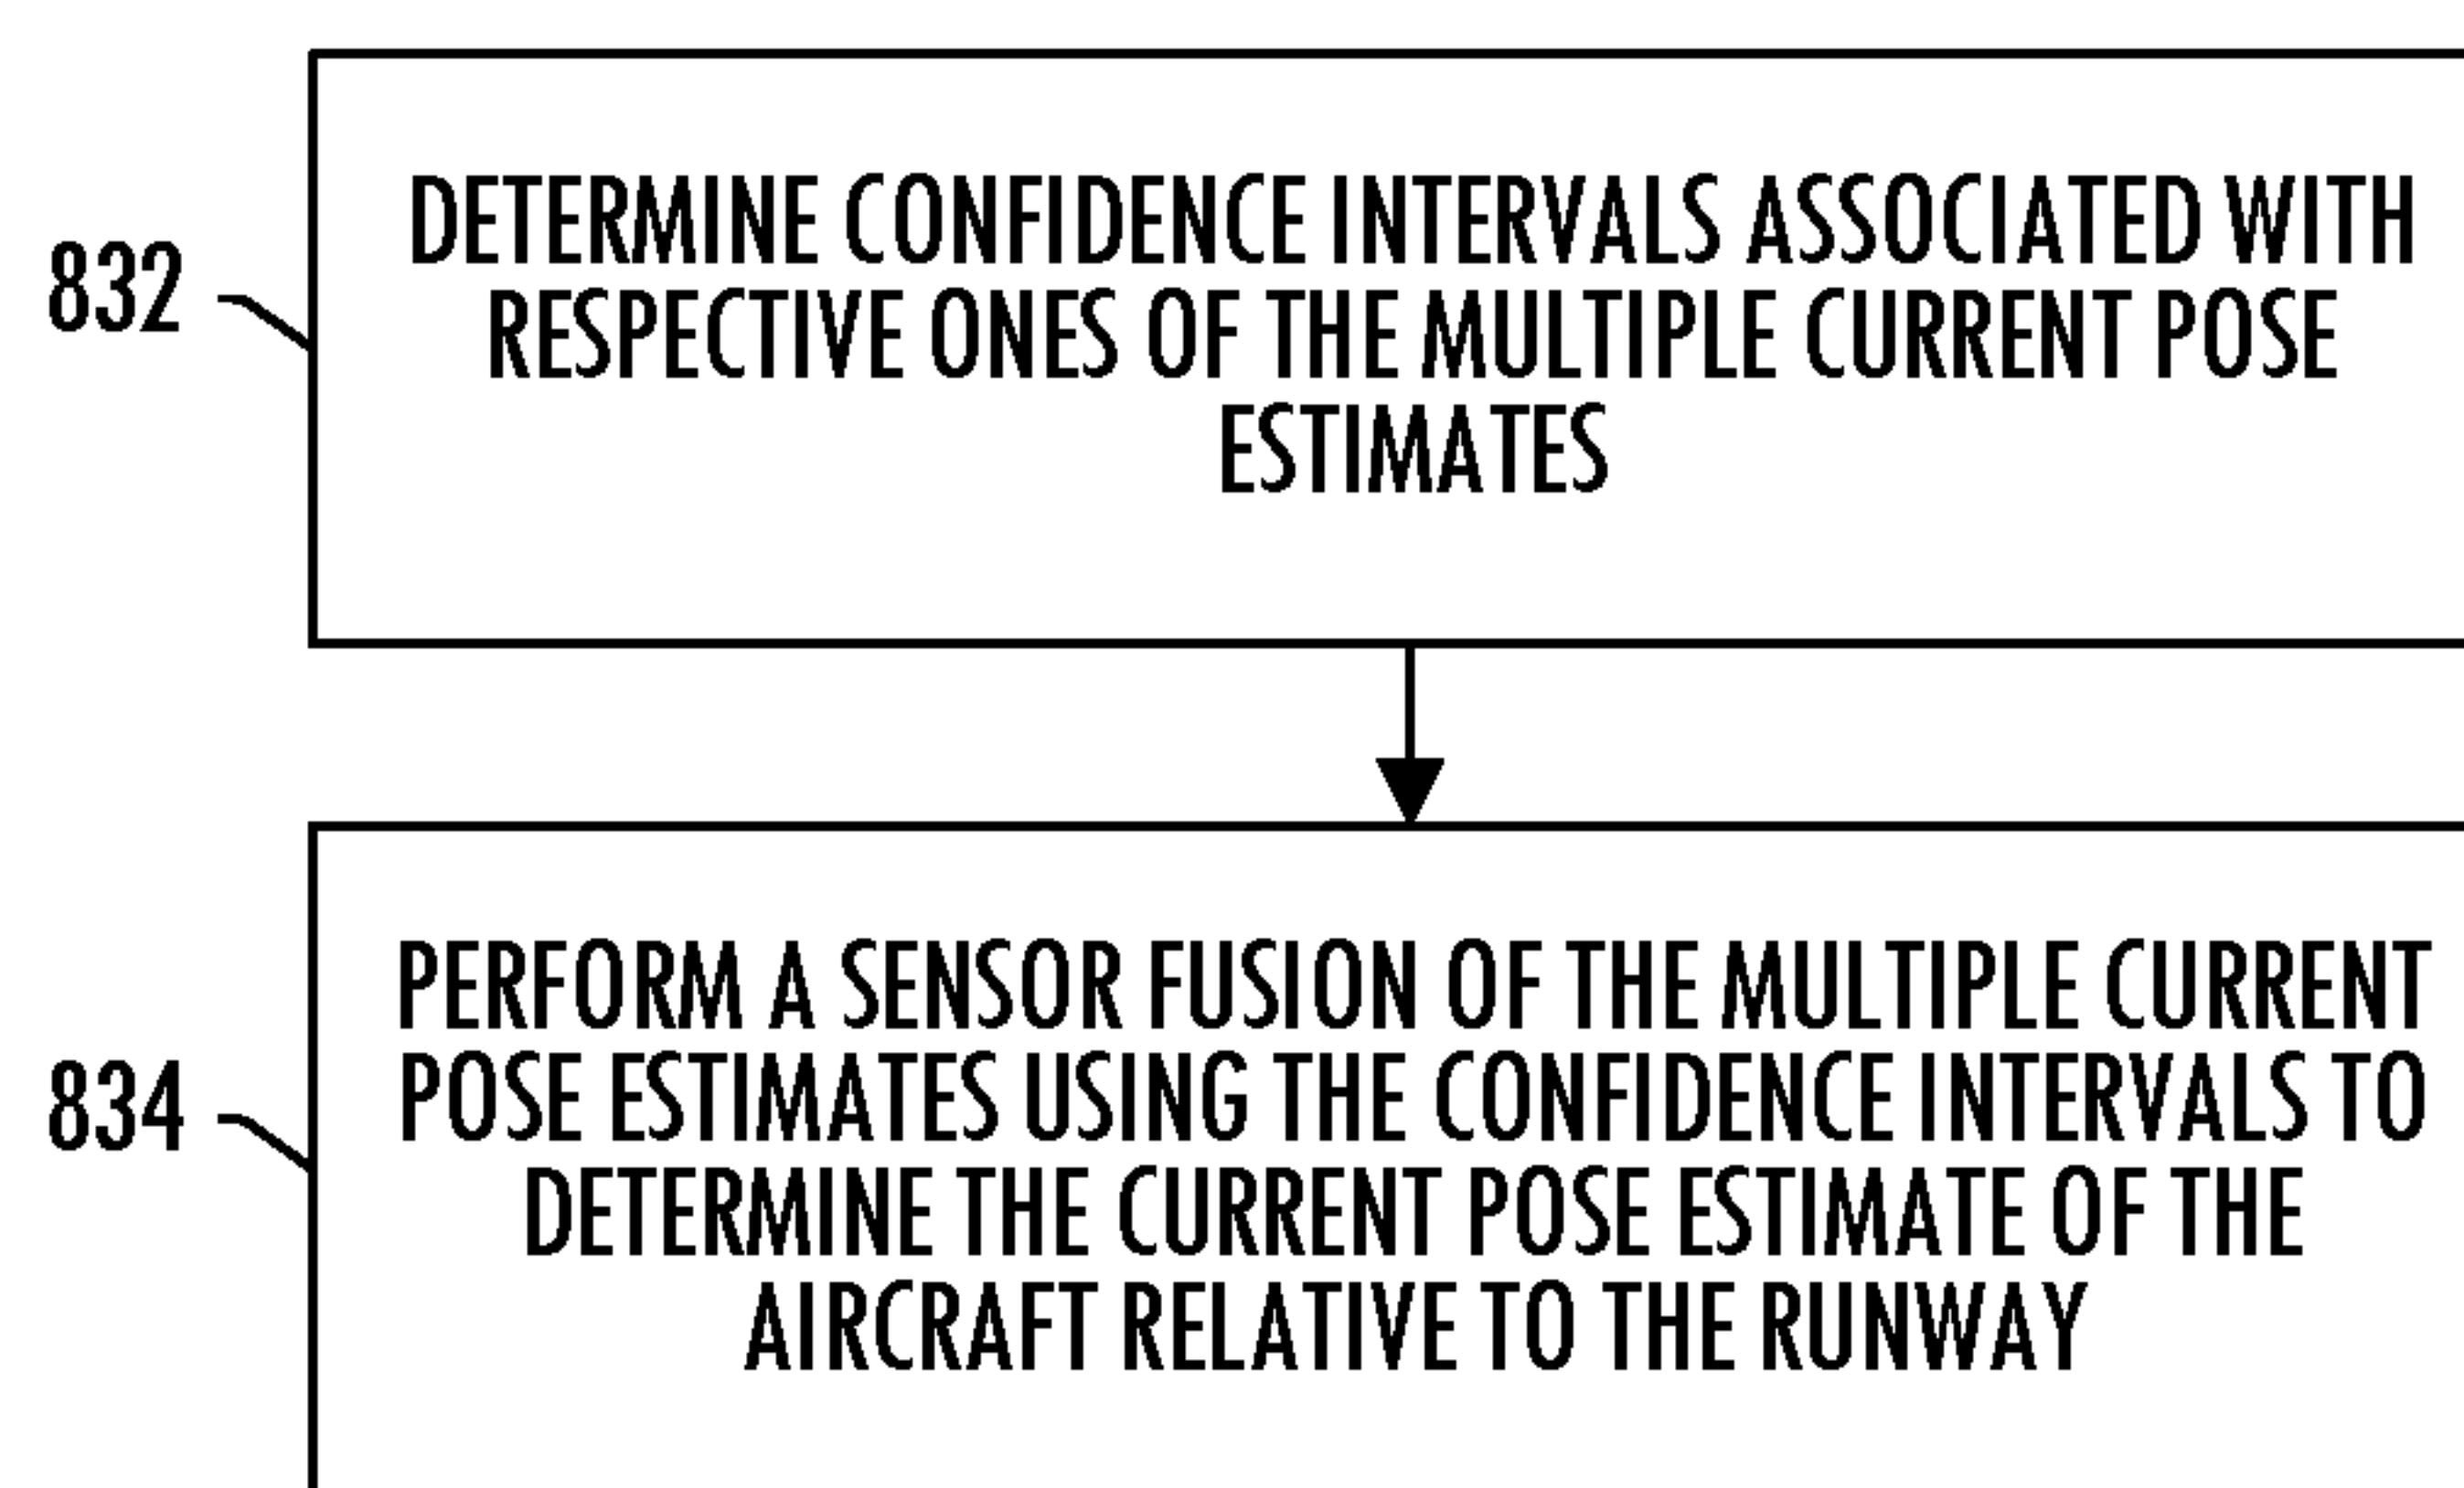 832
DETERMINE CONFIDENCE INTERVALS ASSOCIATED WITH
RESPECTIVE ONES OF THE MULTIPLE CURRENT POSE
ESTIMATES
834
PERFORM A SENSOR FUSION OF THE MULTIPLE CURRENT
POSE ESTIMATES USING THE CONFIDENCE INTERVALS TO
DETERMINE THE CURRENT POSE ESTIMATE OF THE
AIRCRAFT RELATIVE TO THE RUNWAY